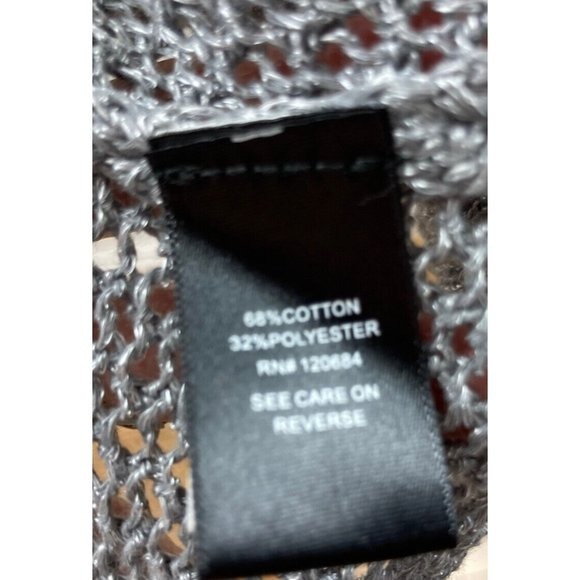 68%COTTON
32%POLYESTER
RN# 120684
SEE CARE ON
REVERSE